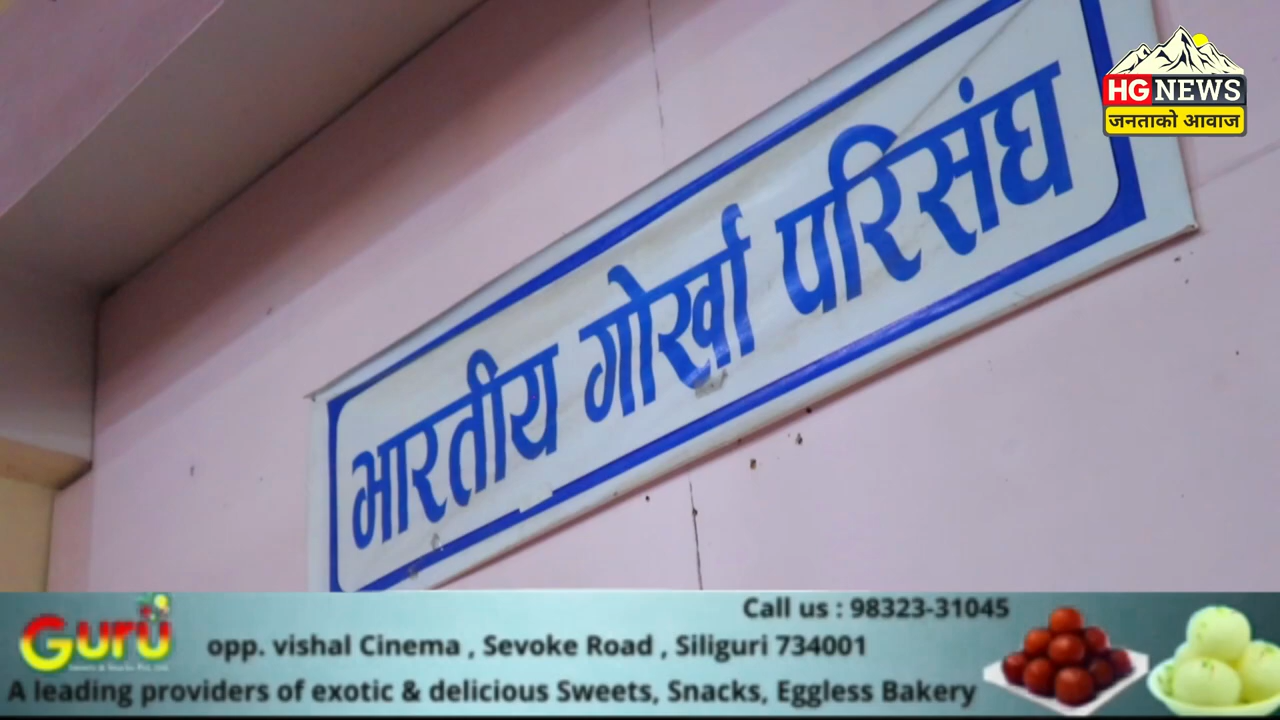 HG NEWS
जनताको आवाज
भारतीय गोर्खा परिसंघ
Call us : 98323-31045
Guru
opp. vishal Cinema , Sevoke Road , Siliguri 734001
A leading providers of exotic & delicious Sweets, Snacks, Eggless Bakery